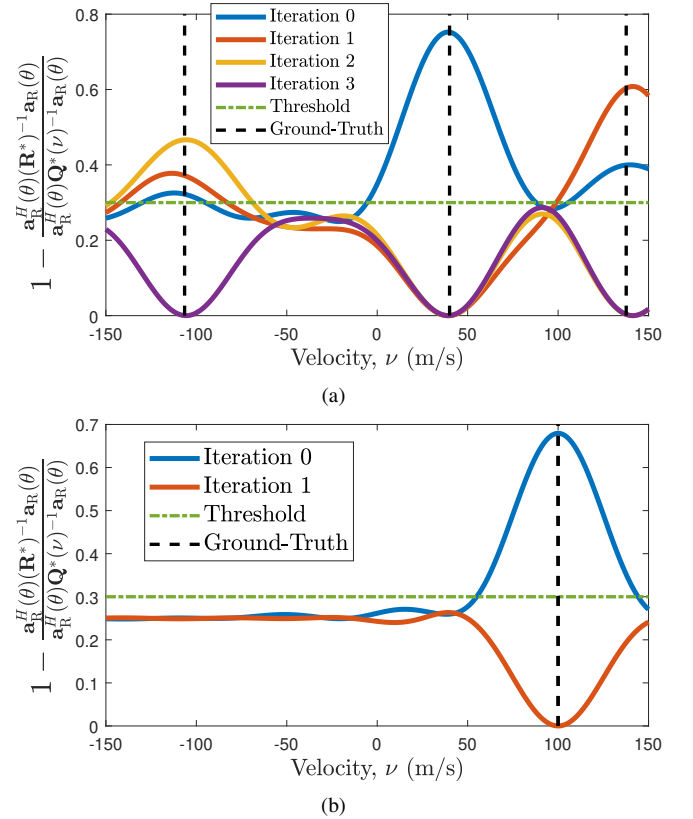 1 − a_R^H(θ)(R*)^{-1}a_R(θ) / a_R^H(θ)Q*(ν)^{-1}a_R(θ)
0.8
0.6
0.4
0.2
0
Iteration 0
Iteration 1
Iteration 2
Iteration 3
Threshold
Ground-Truth
-150 -100 -50 0 50 100 150
Velocity, ν (m/s)
(a)
1 − a_R^H(θ)(R*)^{-1}a_R(θ) / a_R^H(θ)Q*(ν)^{-1}a_R(θ)
0.7
0.6
0.5
0.4
0.3
0.2
0.1
0
Iteration 0
Iteration 1
Threshold
Ground-Truth
-150 -100 -50 0 50 100 150
Velocity, ν (m/s)
(b)